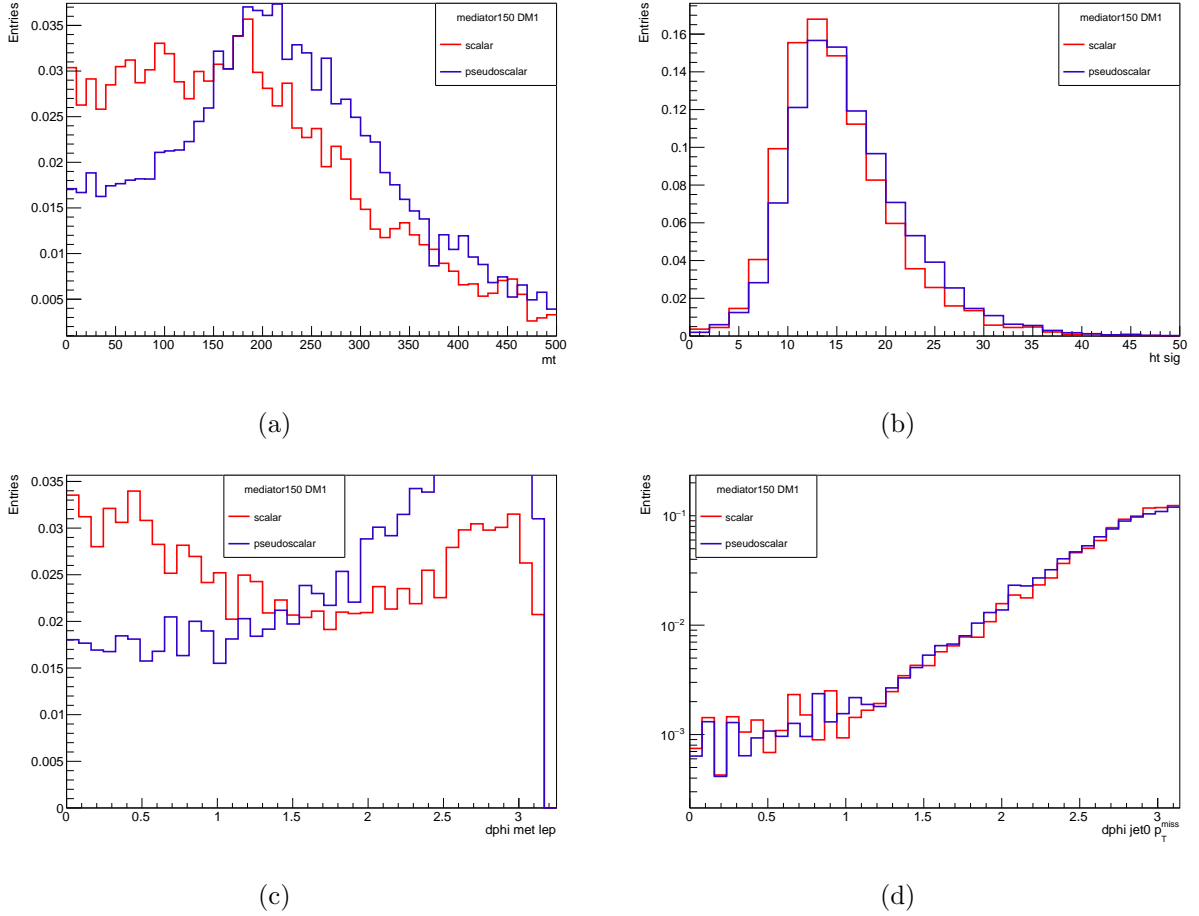 Entries
0.035
0.03
0.025
0.02
0.015
0.01
0.005
mediator150 DM1
scalar
pseudoscalar
0 50 100 150 200 250 300 350 400 450 500
mt
(a)
Entries
0.16
0.14
0.12
0.1
0.08
0.06
0.04
0.02
0
mediator150 DM1
scalar
pseudoscalar
0 5 10 15 20 25 30 35 40 45 50
ht sig
(b)
Entries
0.035
0.03
0.025
0.02
0.015
0.01
0.005
0
mediator150 DM1
scalar
pseudoscalar
0 0.5 1 1.5 2 2.5 3
dphi met lep
(c)
Entries
10⁻¹
10⁻²
10⁻³
mediator150 DM1
scalar
pseudoscalar
0 0.5 1 1.5 2 2.5 3
dphi jet0 p_T^miss
(d)